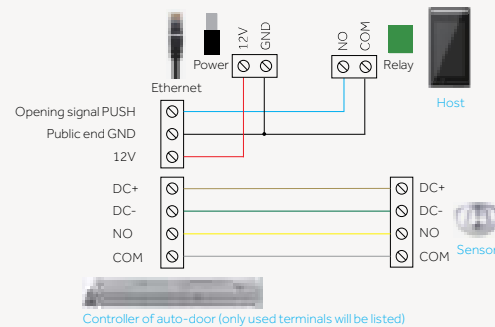 12V
GND
NO
COM
Power
Relay
Ethernet
Host
Opening signal PUSH
Public end GND
12V
DC+
DC-
NO
COM
DC+
DC-
NO
COM
Sensor
Controller of auto-door (only used terminals will be listed)